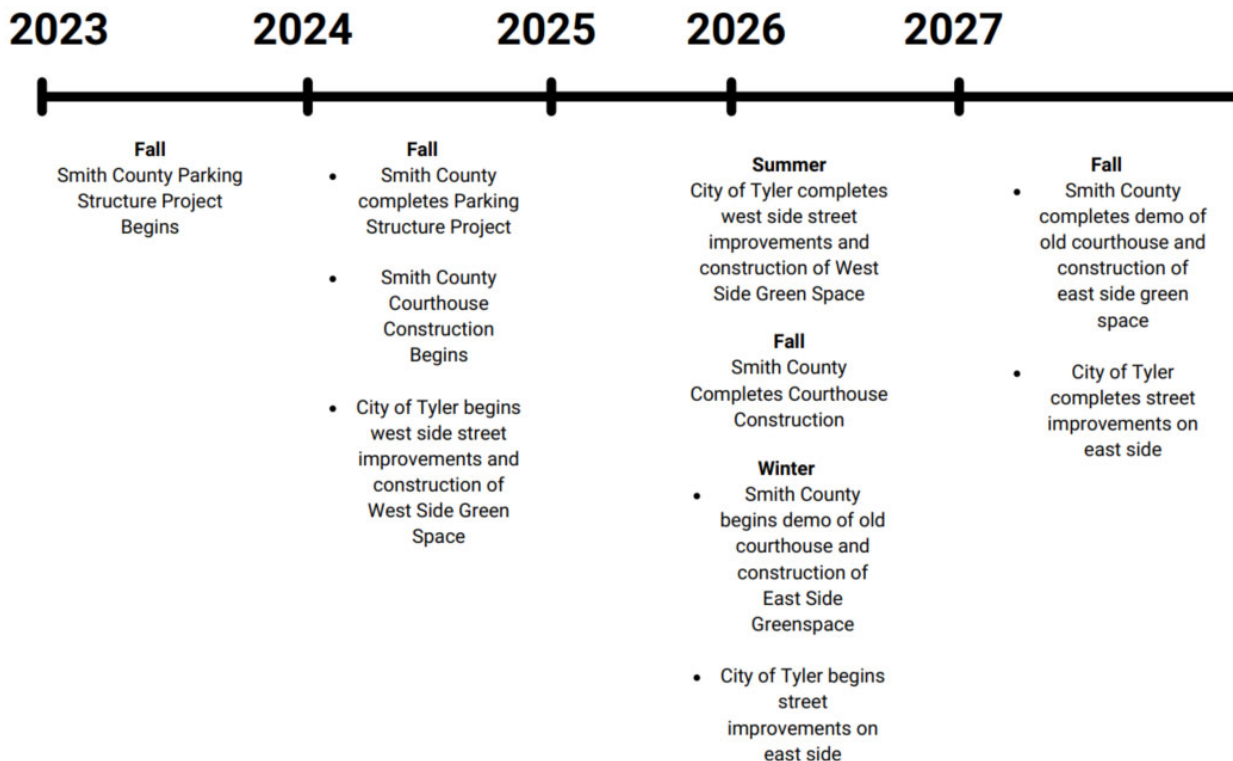 2023
2024
2025
2026
2027
Fall
Smith County Parking
Structure Project
Begins
Fall
• Smith County
completes Parking
Structure Project
• Smith County
Courthouse
Construction
Begins
• City of Tyler begins
west side street
improvements and
construction of
West Side Green
Space
Summer
City of Tyler completes
west side street
improvements and
construction of West
Side Green Space
Fall
Smith County
Completes Courthouse
Construction
Winter
• Smith County
begins demo of old
courthouse and
construction of
East Side
Greenspace
• City of Tyler begins
street
improvements on
east side
Fall
• Smith County
completes demo of
old courthouse and
construction of
east side green
space
• City of Tyler
completes street
improvements on
east side